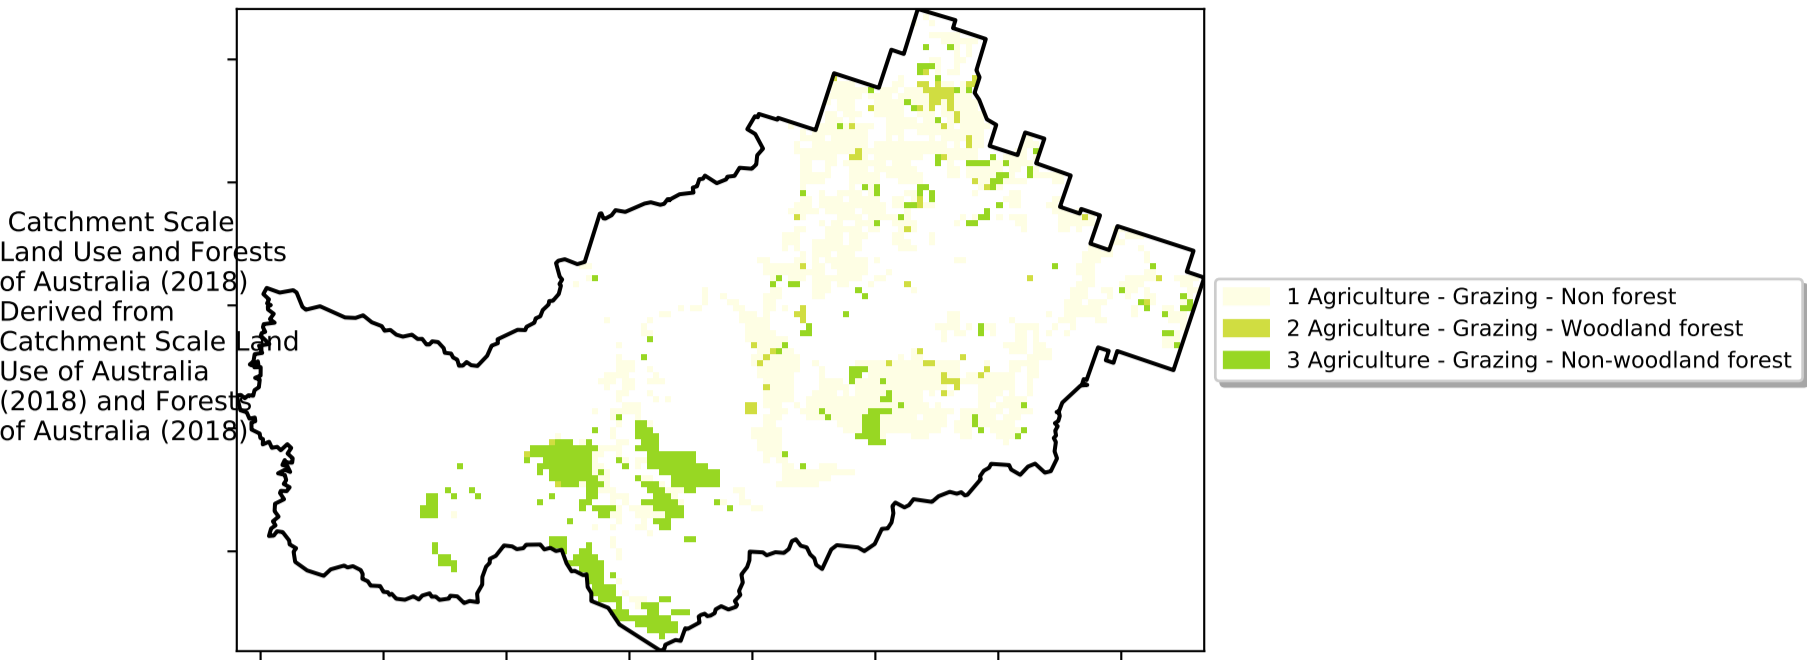 Catchment Scale
Land Use and Forests
of Australia (2018)
Derived from
Catchment Scale Land
Use of Australia
(2018) and Forests
of Australia (2018)
1 Agriculture - Grazing - Non forest
2 Agriculture - Grazing - Woodland forest
3 Agriculture - Grazing - Non-woodland forest